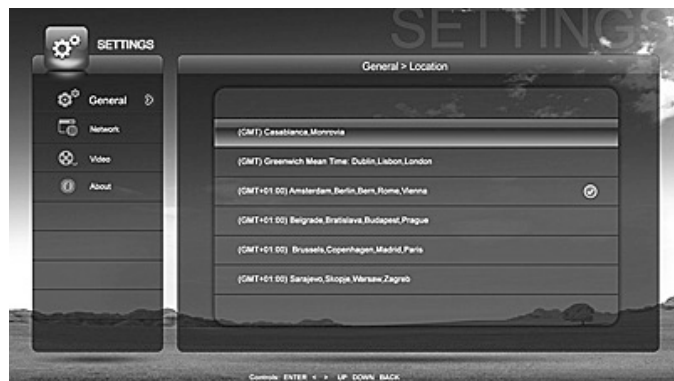 SETTINGS
SETTINGS
General > Location
General
Network
Video
About
(GMT) Casablanca,Monrovia
(GMT) Greenwich Mean Time: Dublin,Lisbon,London
(GMT+01:00) Amsterdam,Berlin,Bern,Rome,Vienna
(GMT+01:00) Belgrade,Bratislava,Budapest,Prague
(GMT+01:00) Brussels,Copenhagen,Madrid,Paris
(GMT+01:00) Sarajevo,Skopje,Warsaw,Zagreb
Controls: ENTER < > UP DOWN BACK